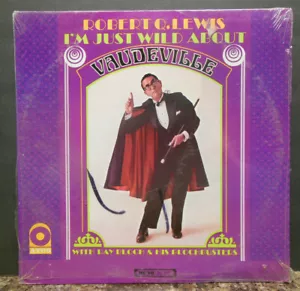 ROBERT Q. LEWIS
I'M JUST WILD ABOUT
VAUDEVILLE
WITH RAY BLOCH & HIS BLOCHBUSTERS